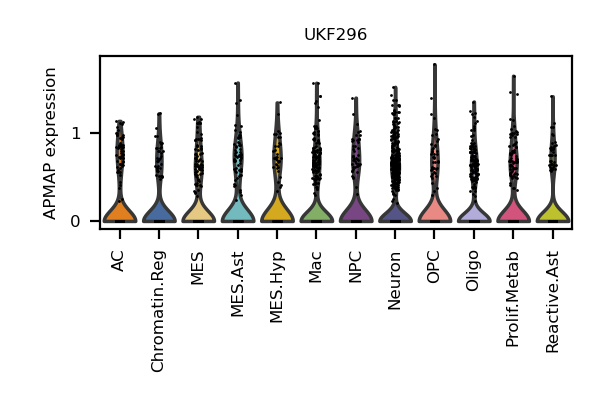 UKF296
APMAP expression
1
0
AC
Chromatin.Reg
MES
MES.Ast
MES.Hyp
Mac
NPC
Neuron
OPC
Oligo
Prolif.Metab
Reactive.Ast